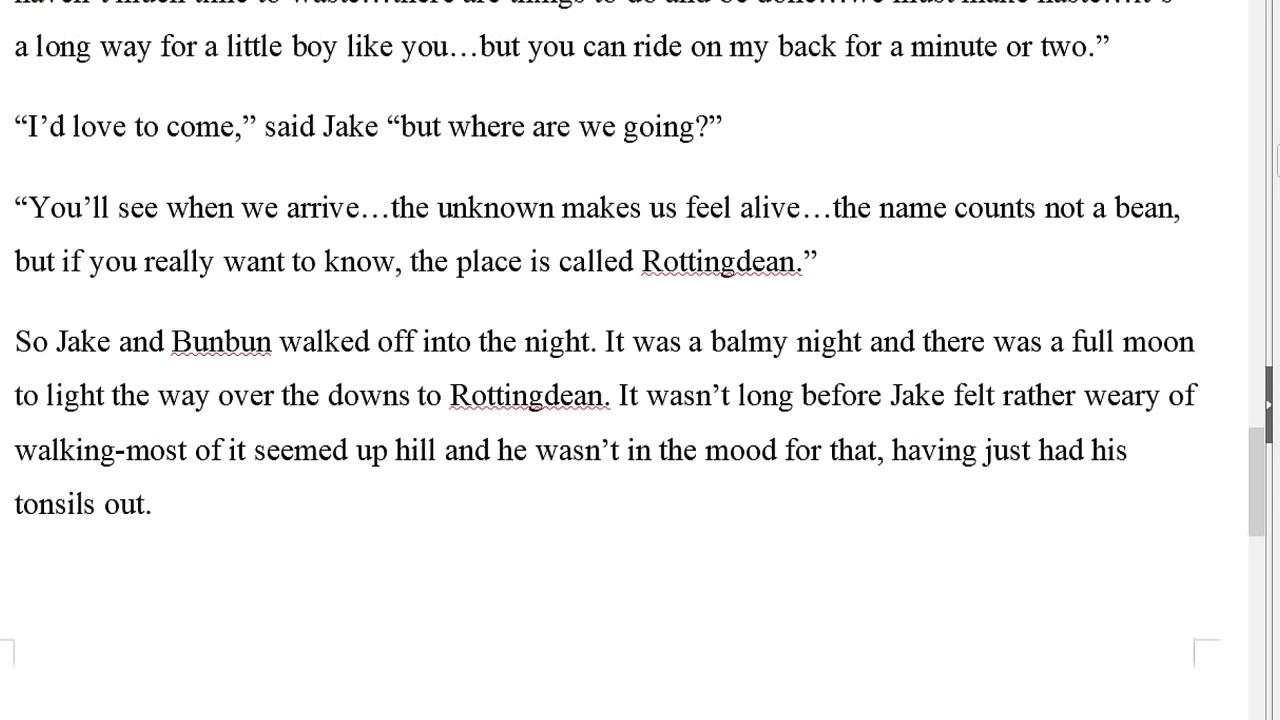 a long way for a little boy like you…but you can ride on my back for a minute or two.”
“I’d love to come,” said Jake “but where are we going?”
“You’ll see when we arrive…the unknown makes us feel alive…the name counts not a bean,
but if you really want to know, the place is called Rottingdean.”
So Jake and Bunbun walked off into the night. It was a balmy night and there was a full moon
to light the way over the downs to Rottingdean. It wasn’t long before Jake felt rather weary of
walking-most of it seemed up hill and he wasn’t in the mood for that, having just had his
tonsils out.